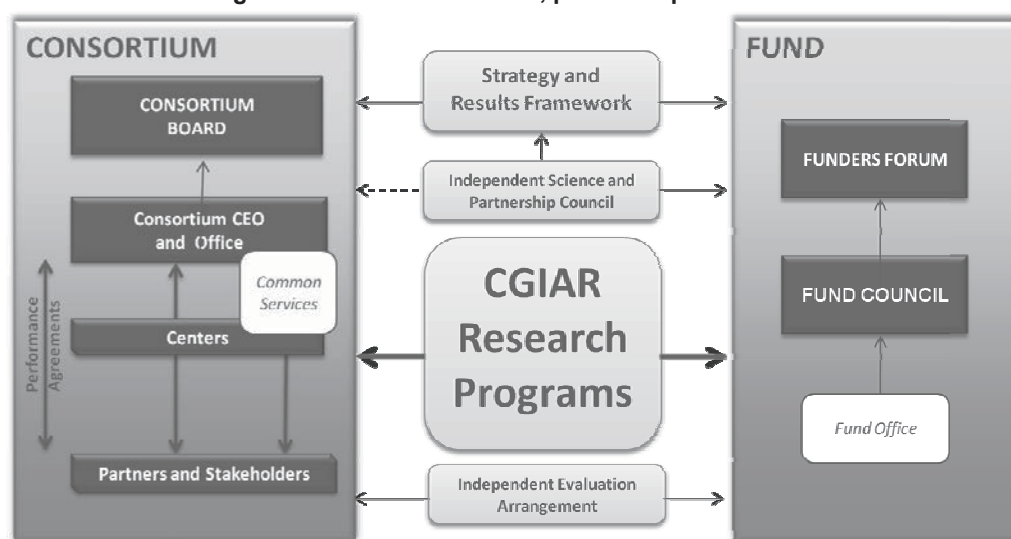 CONSORTIUM
CONSORTIUM
BOARD
Consortium CEO
and Office
Common
Services
Centers
Performance
Agreements
Partners and Stakeholders
Strategy and
Results Framework
Independent Science and
Partnership Council
CGIAR
Research
Programs
Independent Evaluation
Arrangement
FUND
FUNDERS FORUM
FUND COUNCIL
Fund Office